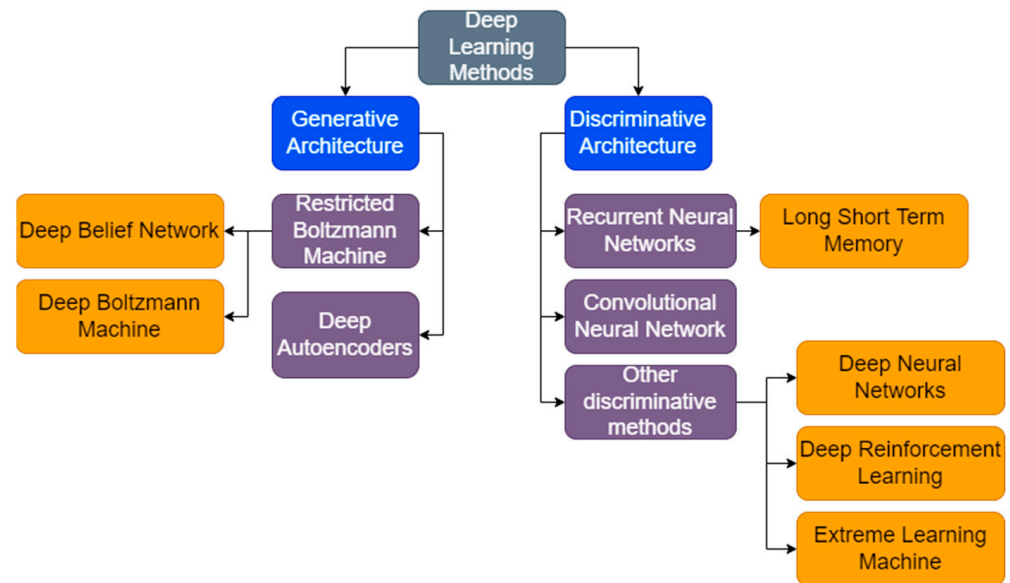 Deep
Learning
Methods
Generative
Architecture
Discriminative
Architecture
Deep Belief Network
Restricted
Boltzmann
Machine
Recurrent Neural
Networks
Long Short Term
Memory
Deep Boltzmann
Machine
Deep
Autoencoders
Convolutional
Neural Network
Other
discriminative
methods
Deep Neural
Networks
Deep Reinforcement
Learning
Extreme Learning
Machine